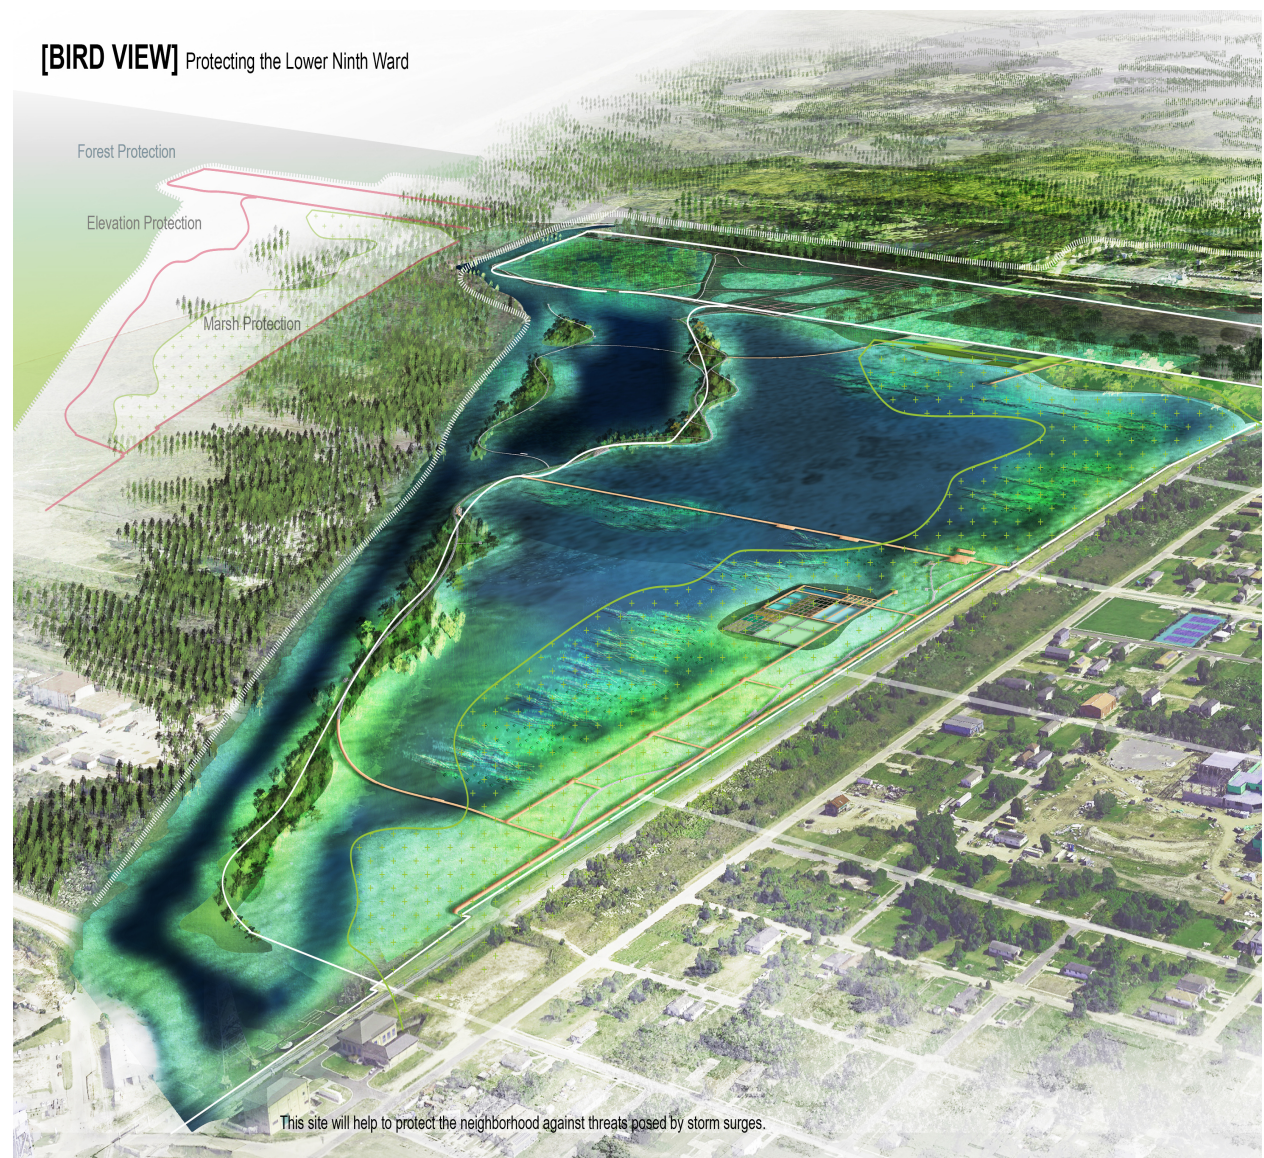 [BIRD VIEW] Protecting the Lower Ninth Ward
Forest Protection
Elevation Protection
Marsh Protection
This site will help to protect the neighborhood against threats posed by storm surges.